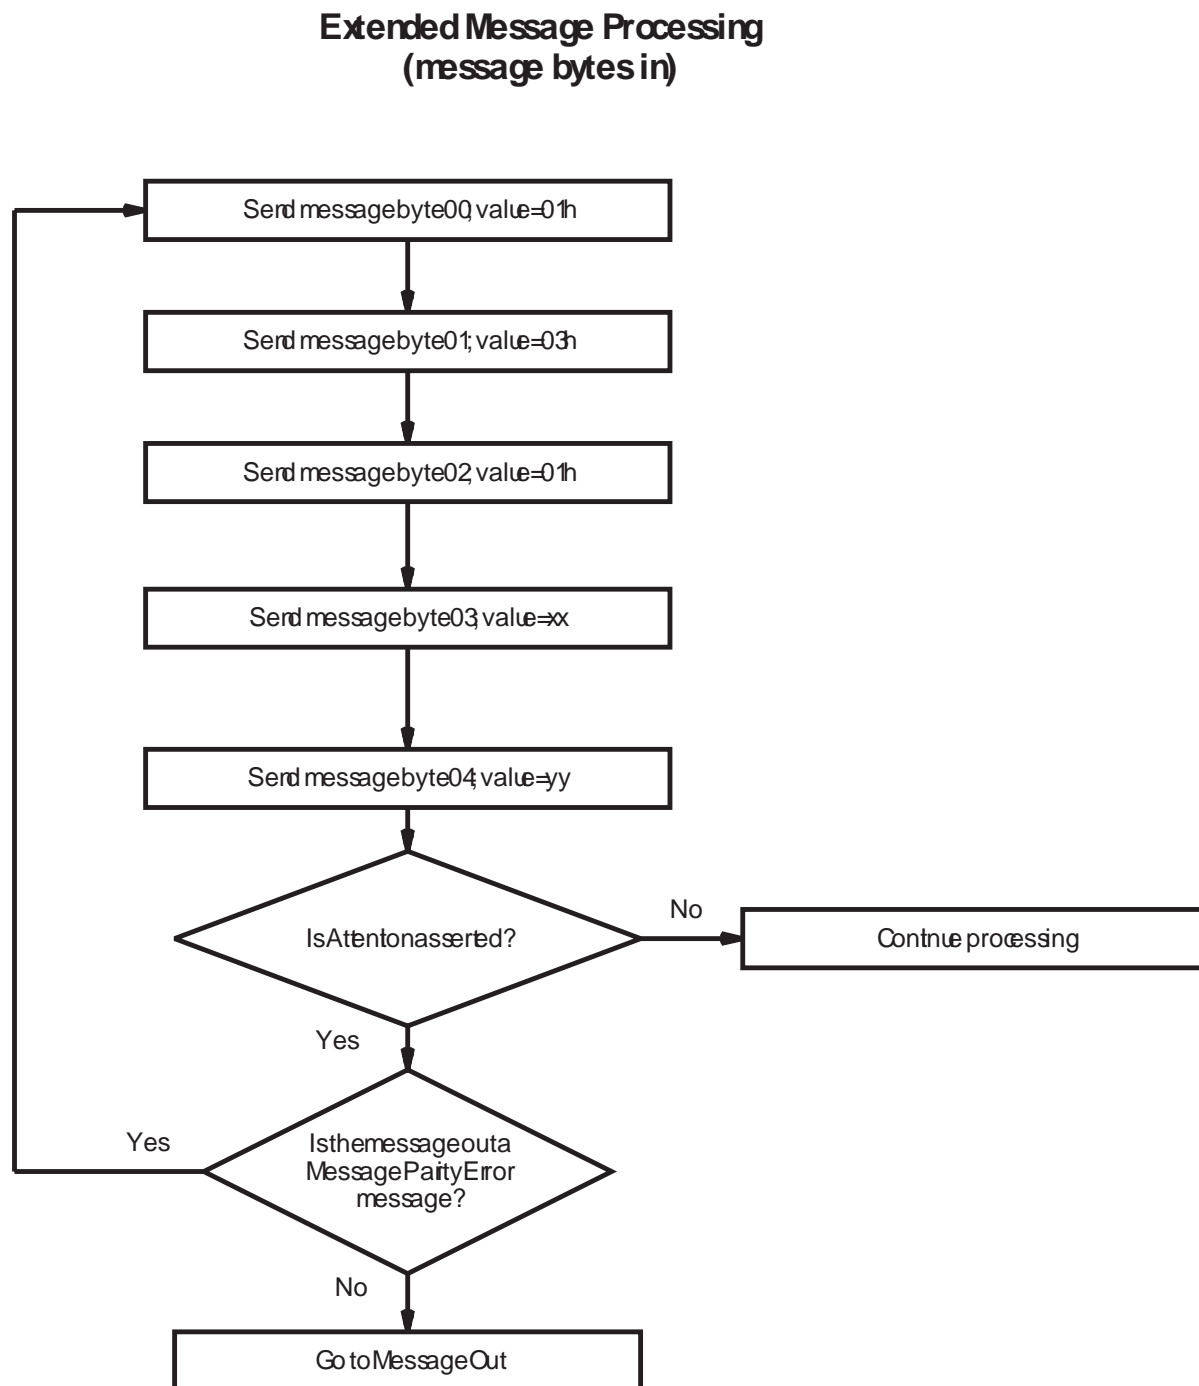 Extended Message Processing
(message bytes in)
Send message byte 00; value=01h
Send message byte 01; value=03h
Send message byte 02; value=01h
Send message byte 03; value=xx
Send message byte 04; value=yy
Is Attenton asserted?
No
Contnue processing
Yes
Yes
Is the message out a
Message Parity Error
message?
No
Go to Message Out